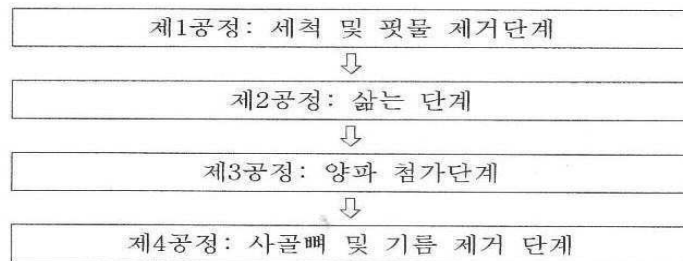 제1공정: 세척 및 핏물 제거단계
⇩
제2공정: 삶는 단계
⇩
제3공정: 양파 첨가단계
⇩
제4공정: 사골뼈 및 기름 제거 단계